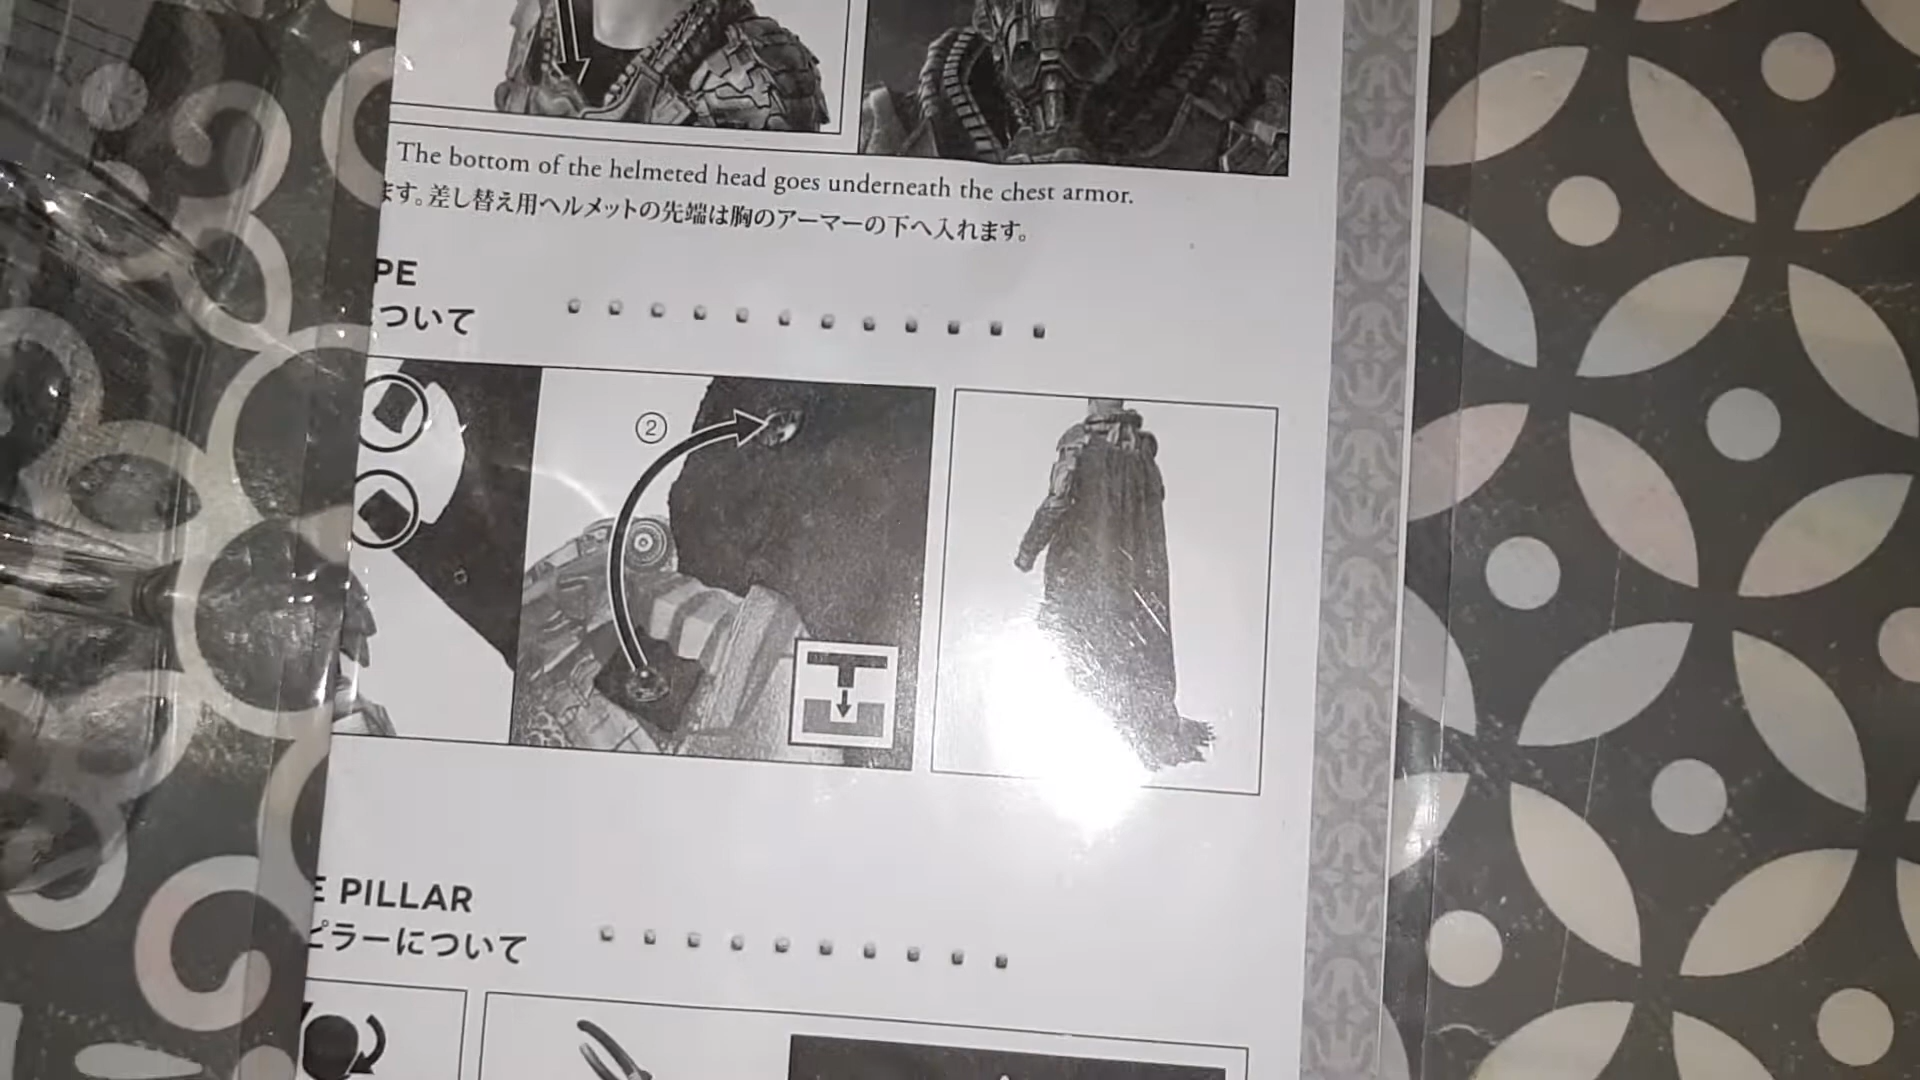 The bottom of the helmeted head goes underneath the chest armor.
ます。差し替え用ヘルメットの先端は胸のアーマーの下へ入れます。
PE
ついて
②
E PILLAR
ピラーについて